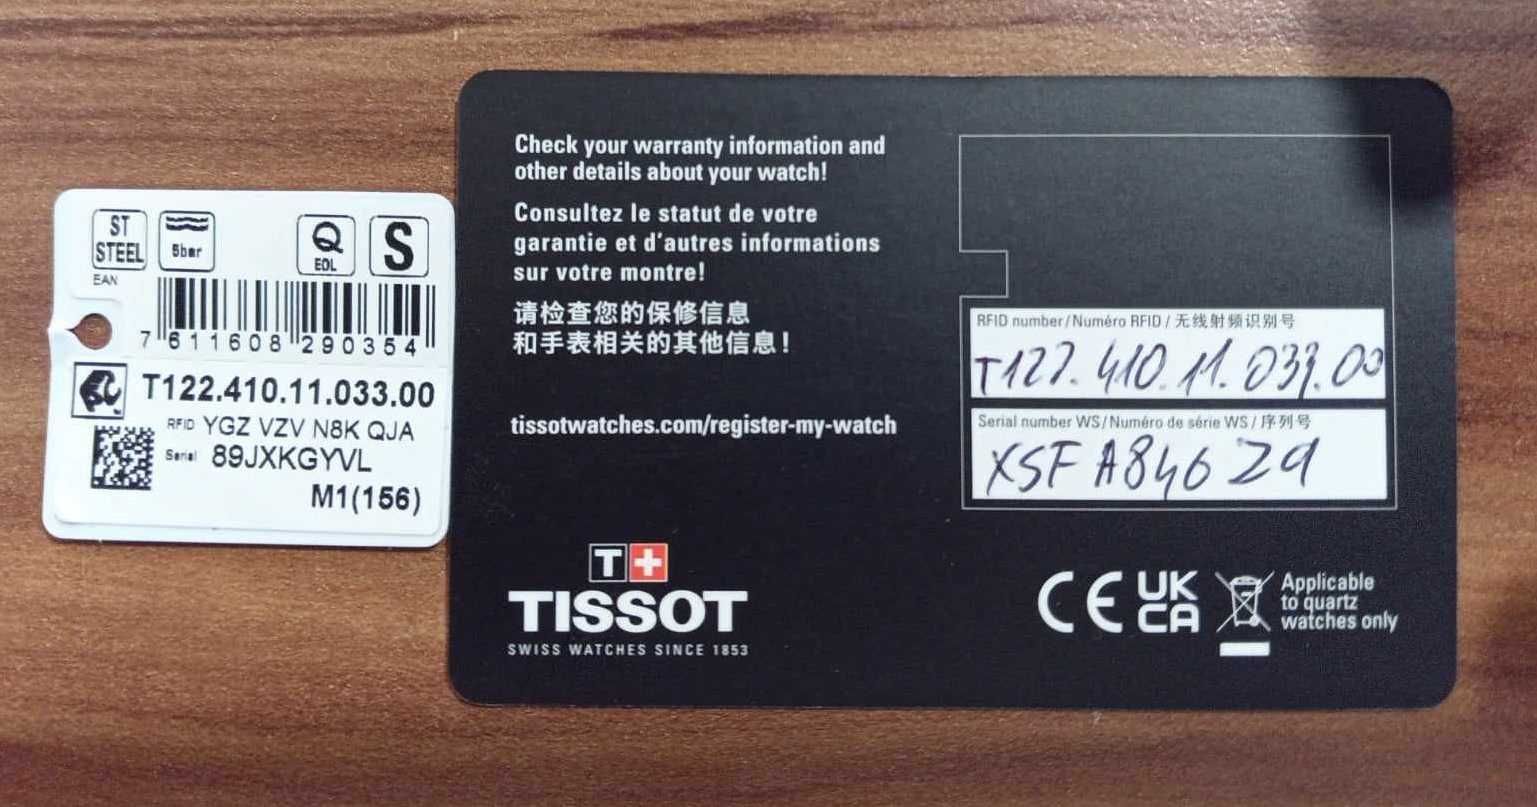 ST
STEEL
5bar
Q
EOL
S
EAN
7 611608 290354
T122.410.11.033.00
RFID YGZ VZV N8K QJA
Serial 89JXKGYVL
M1(156)
Check your warranty information and
other details about your watch!
Consultez le statut de votre
garantie et d'autres informations
sur votre montre!
请检查您的保修信息
和手表相关的其他信息！
tissotwatches.com/register-my-watch
T+
TISSOT
SWISS WATCHES SINCE 1853
RFID number/Numéro RFID / 无线射频识别号
T122.410.11.033.00
Serial number WS/Numéro de série WS / 序列号
XSF A84629
CE UK
CA
Applicable
to quartz
watches only